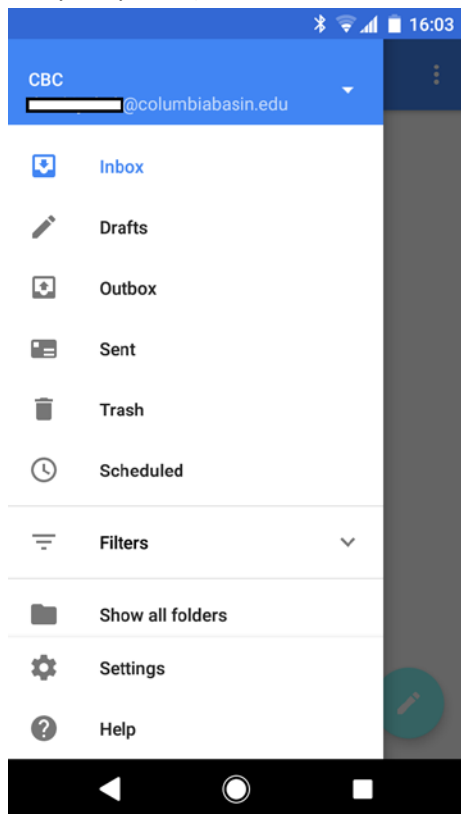 16:03
CBC
@columbiabasin.edu
Inbox
Drafts
Outbox
Sent
Trash
Scheduled
Filters
Show all folders
Settings
Help